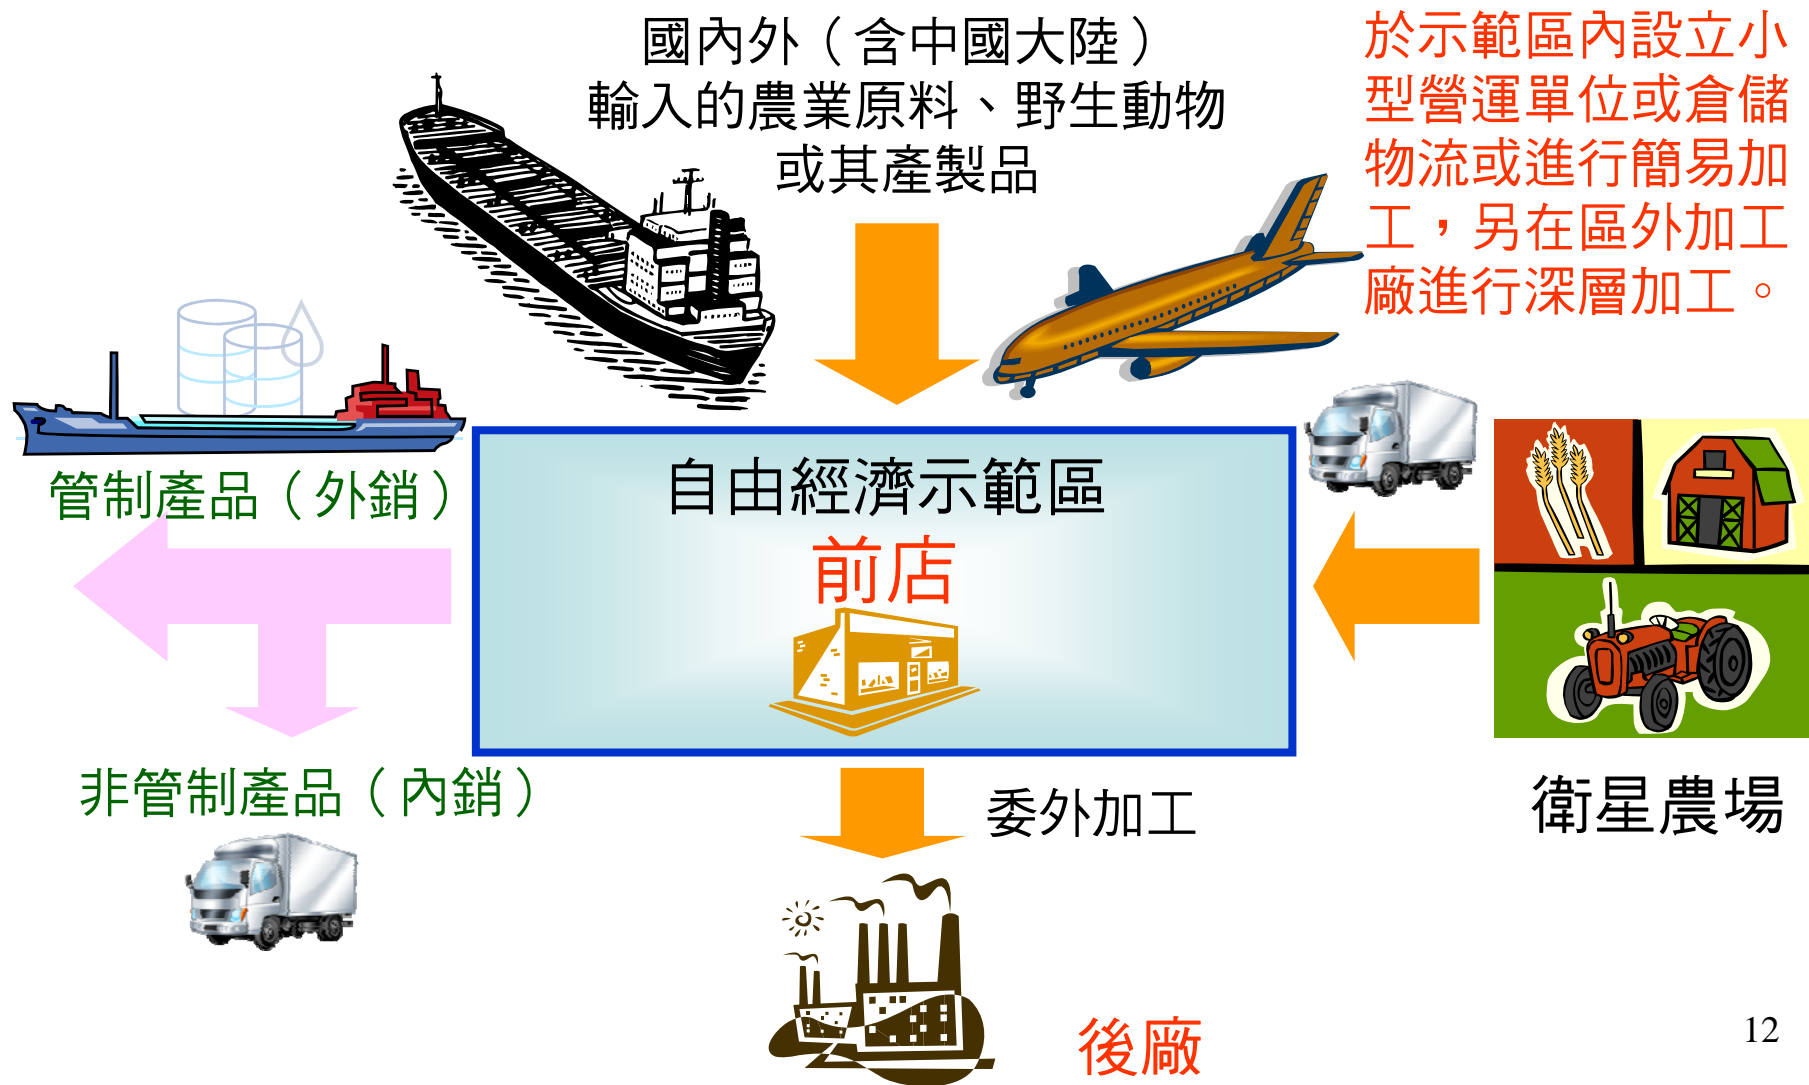 國內外（含中國大陸）
輸入的農業原料、野生動物
或其產製品
於示範區內設立小
型營運單位或倉儲
物流或進行簡易加
工，另在區外加工
廠進行深層加工。
管制產品（外銷）
自由經濟示範區
前店
非管制產品（內銷）
委外加工
衛星農場
後廠
12